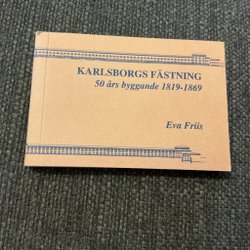 KARLSBORGS FÄSTNING
50 års byggande 1819-1869
Eva Friis